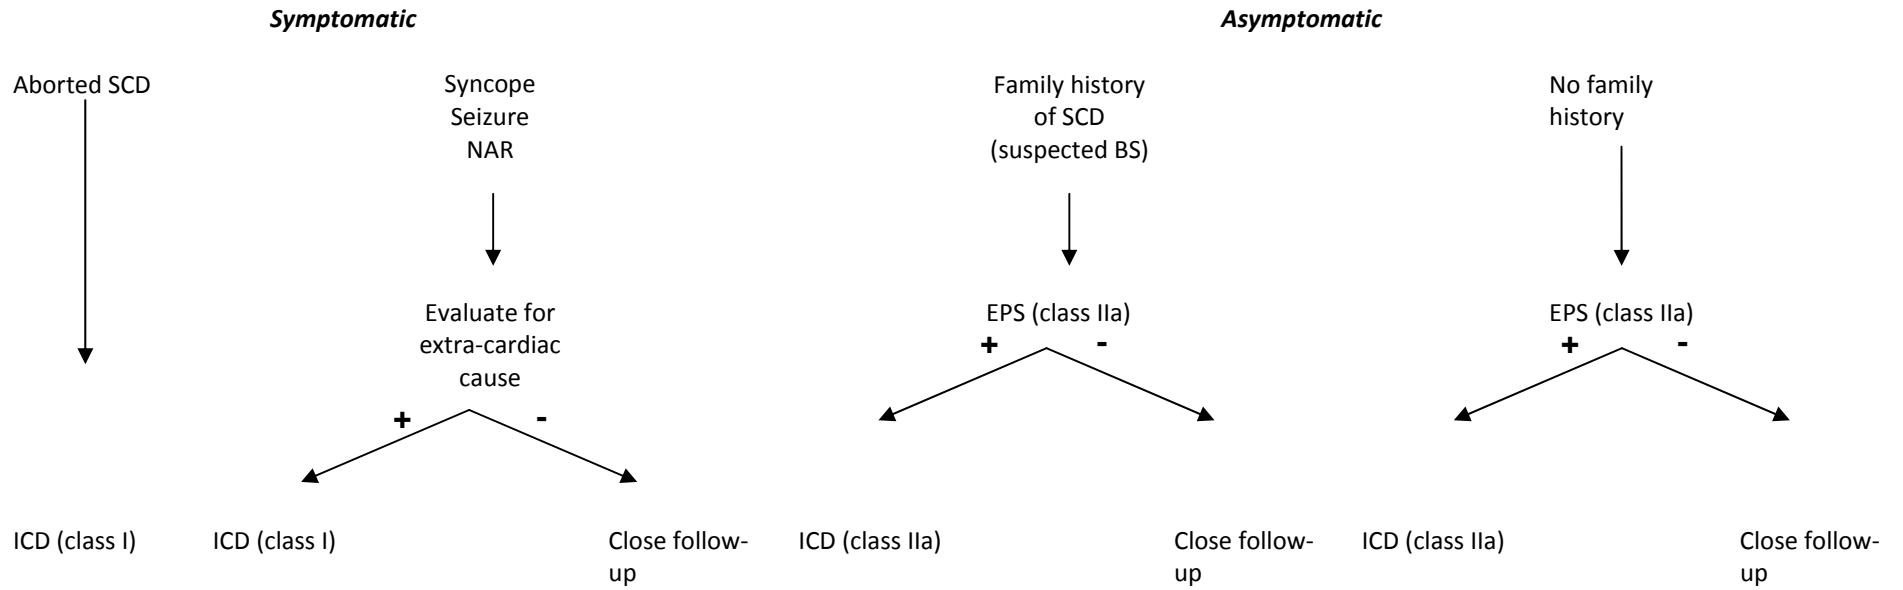 Symptomatic
Asymptomatic
Aborted SCD
Syncope
Seizure
NAR
Family history
of SCD
(suspected BS)
No family
history
Evaluate for
extra-cardiac
cause
+
-
EPS (class IIa)
+
-
EPS (class IIa)
+
-
ICD (class I)
ICD (class I)
Close follow-
up
ICD (class IIa)
Close follow-
up
ICD (class IIa)
Close follow-
up